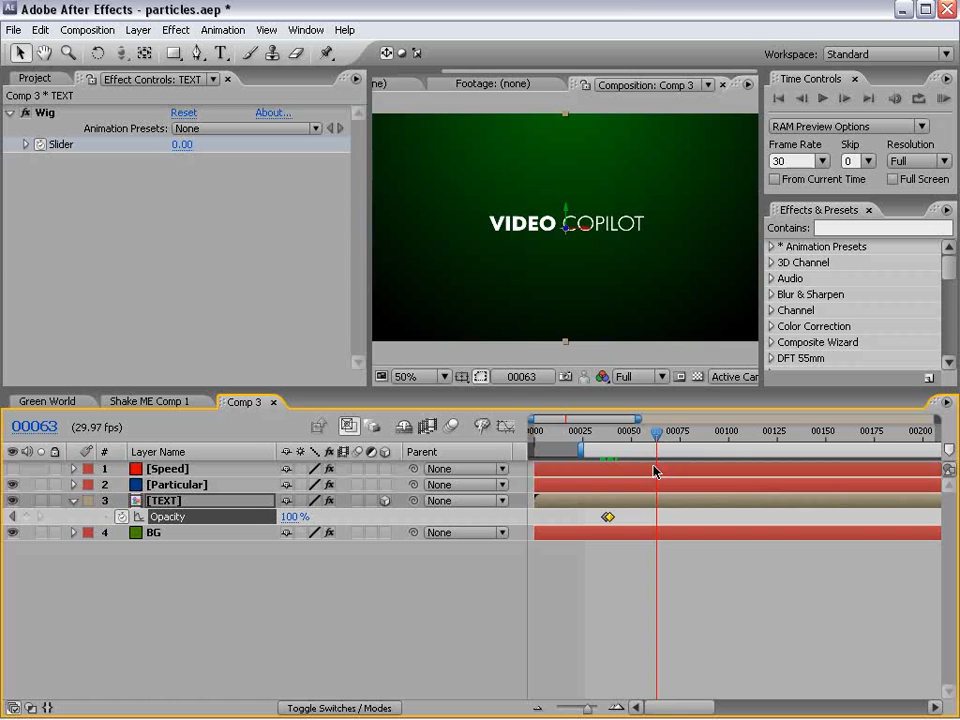 Adobe After Effects - particles.aep *
File Edit Composition Layer Effect Animation View Window Help
Workspace: Standard
Project Effect Controls: TEXT
Comp 3 * TEXT
Wig Reset About...
Animation Presets: None
Slider 0.00
ne) Footage: (none) Composition: Comp 3
VIDEO COPILOT
50% 00063 Full Active Car
Time Controls
RAM Preview Options
Frame Rate Skip Resolution
30 0 Full
From Current Time Full Screen
Effects & Presets
Contains:
* Animation Presets
3D Channel
Audio
Blur & Sharpen
Channel
Color Correction
Composite Wizard
DFT 55mm
Green World Shake ME Comp 1 Comp 3
00063 (29.97 fps)
0000 00025 00050 00075 00100 00125 00150 00175 00200
# Layer Name Parent
1 [Speed] None
2 [Particular] None
3 [TEXT] None
Opacity 100 %
4 BG None
Toggle Switches / Modes